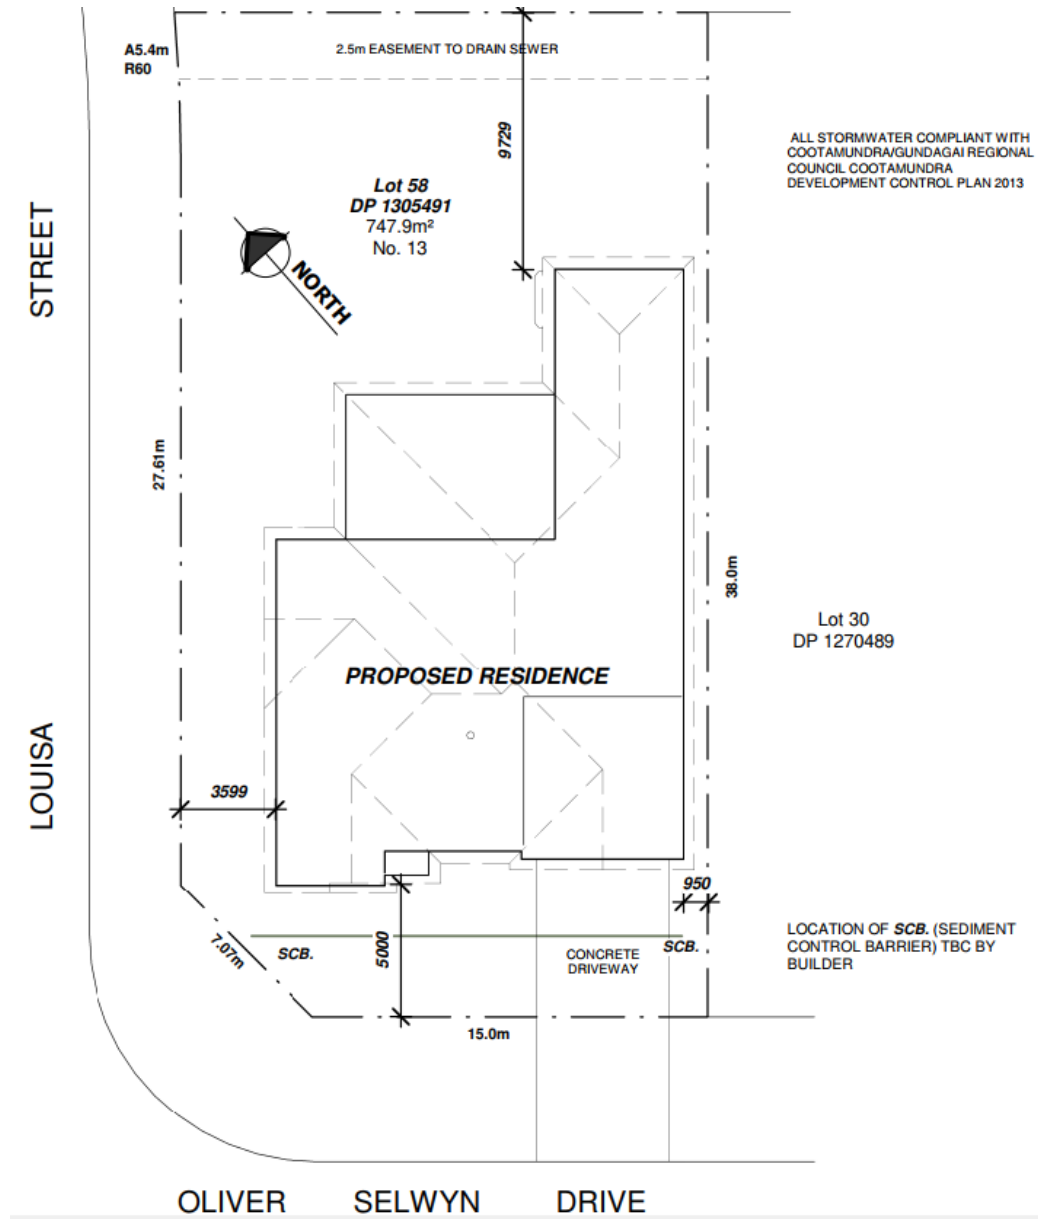 A5.4m
R60
2.5m EASEMENT TO DRAIN SEWER
9729
ALL STORMWATER COMPLIANT WITH
COOTAMUNDRA/GUNDAGAI REGIONAL
COUNCIL COOTAMUNDRA
DEVELOPMENT CONTROL PLAN 2013
Lot 58
DP 1305491
747.9m²
No. 13
STREET
NORTH
27.61m
38.0m
Lot 30
DP 1270489
PROPOSED RESIDENCE
LOUISA
3599
950
7.07m
SCB.
5000
CONCRETE
DRIVEWAY
SCB.
LOCATION OF SCB. (SEDIMENT
CONTROL BARRIER) TBC BY
BUILDER
15.0m
OLIVER SELWYN DRIVE